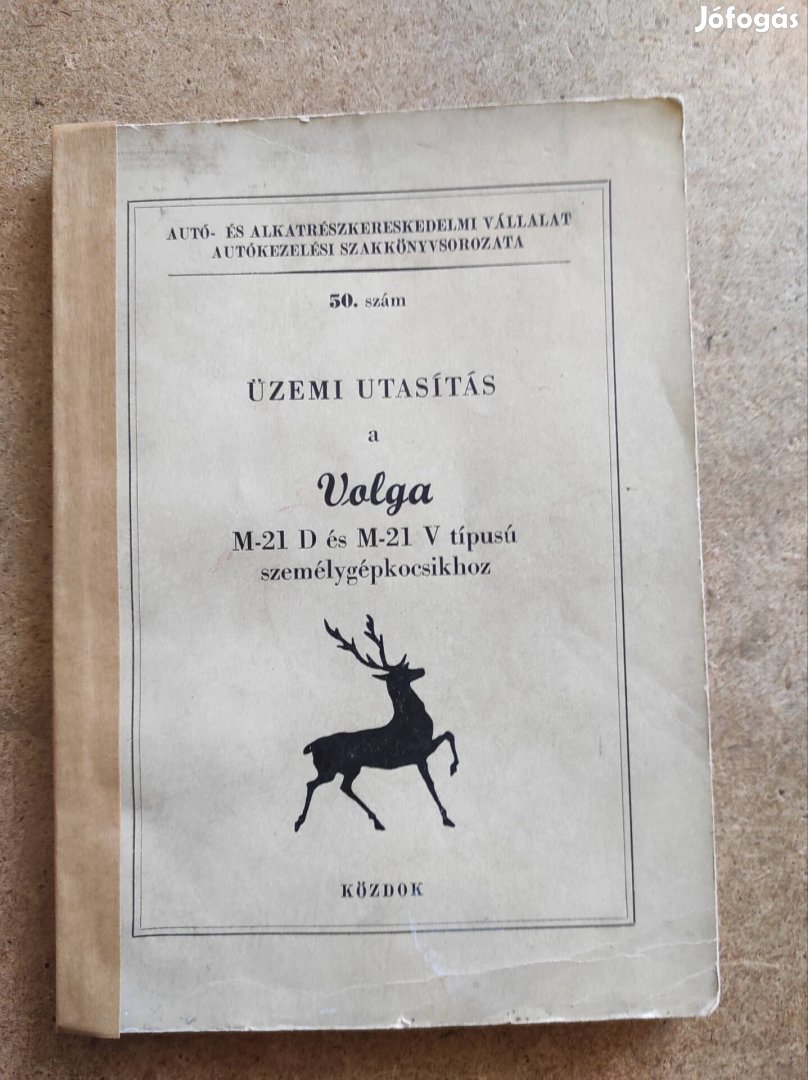 Jófogás
AUTÓ- ÉS ALKATRÉSZKERESKEDELMI VÁLLALAT
AUTÓKEZELÉSI SZAKKÖNYVSOROZATA
50. szám
ÜZEMI UTASÍTÁS
a
Volga
M-21 D és M-21 V típusú
személygépkocsikhoz
KÖZDOK